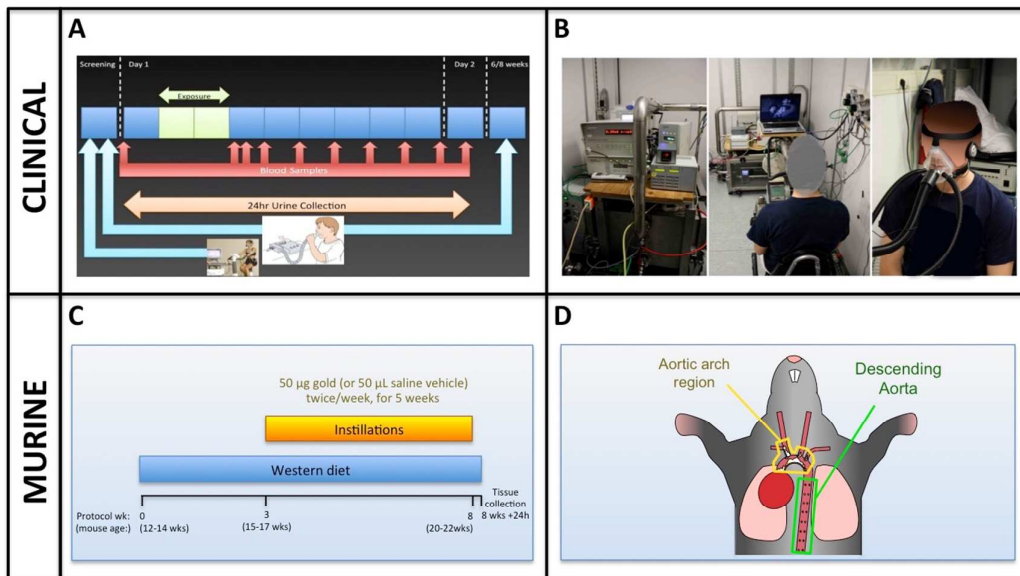 CLINICAL
A
Screening
Day 1
Day 2
6/8 weeks
Exposure
Blood Samples
24hr Urine Collection
B
MURINE
C
50 µg gold (or 50 µL saline vehicle)
twice/week, for 5 weeks
Instillations
Western diet
Tissue
collection
Protocol wk: 0 3 8 8 wks +24h
(mouse age:) (12-14 wks) (15-17 wks) (20-22wks)
D
Aortic arch
region
Descending
Aorta